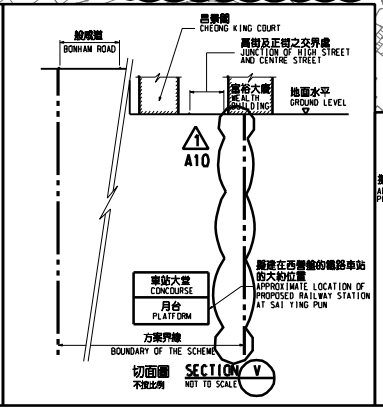 般咸道
BONHAM ROAD
昌景閣
CHEONG KING COURT
高街及正街之交界處
JUNCTION OF HIGH STREET
AND CENTRE STREET
富裕大廈
WEALTH
BUILDING
地面水平
GROUND LEVEL
1
A10
車站大堂
CONCOURSE
月台
PLATFORM
擬建在西營盤的鐵路車站
的大約位置
APPROXIMATE LOCATION OF
PROPOSED RAILWAY STATION
AT SAI YING PUN
方案界線
BOUNDARY OF THE SCHEME
切面圖 SECTION V
不按比例 NOT TO SCALE